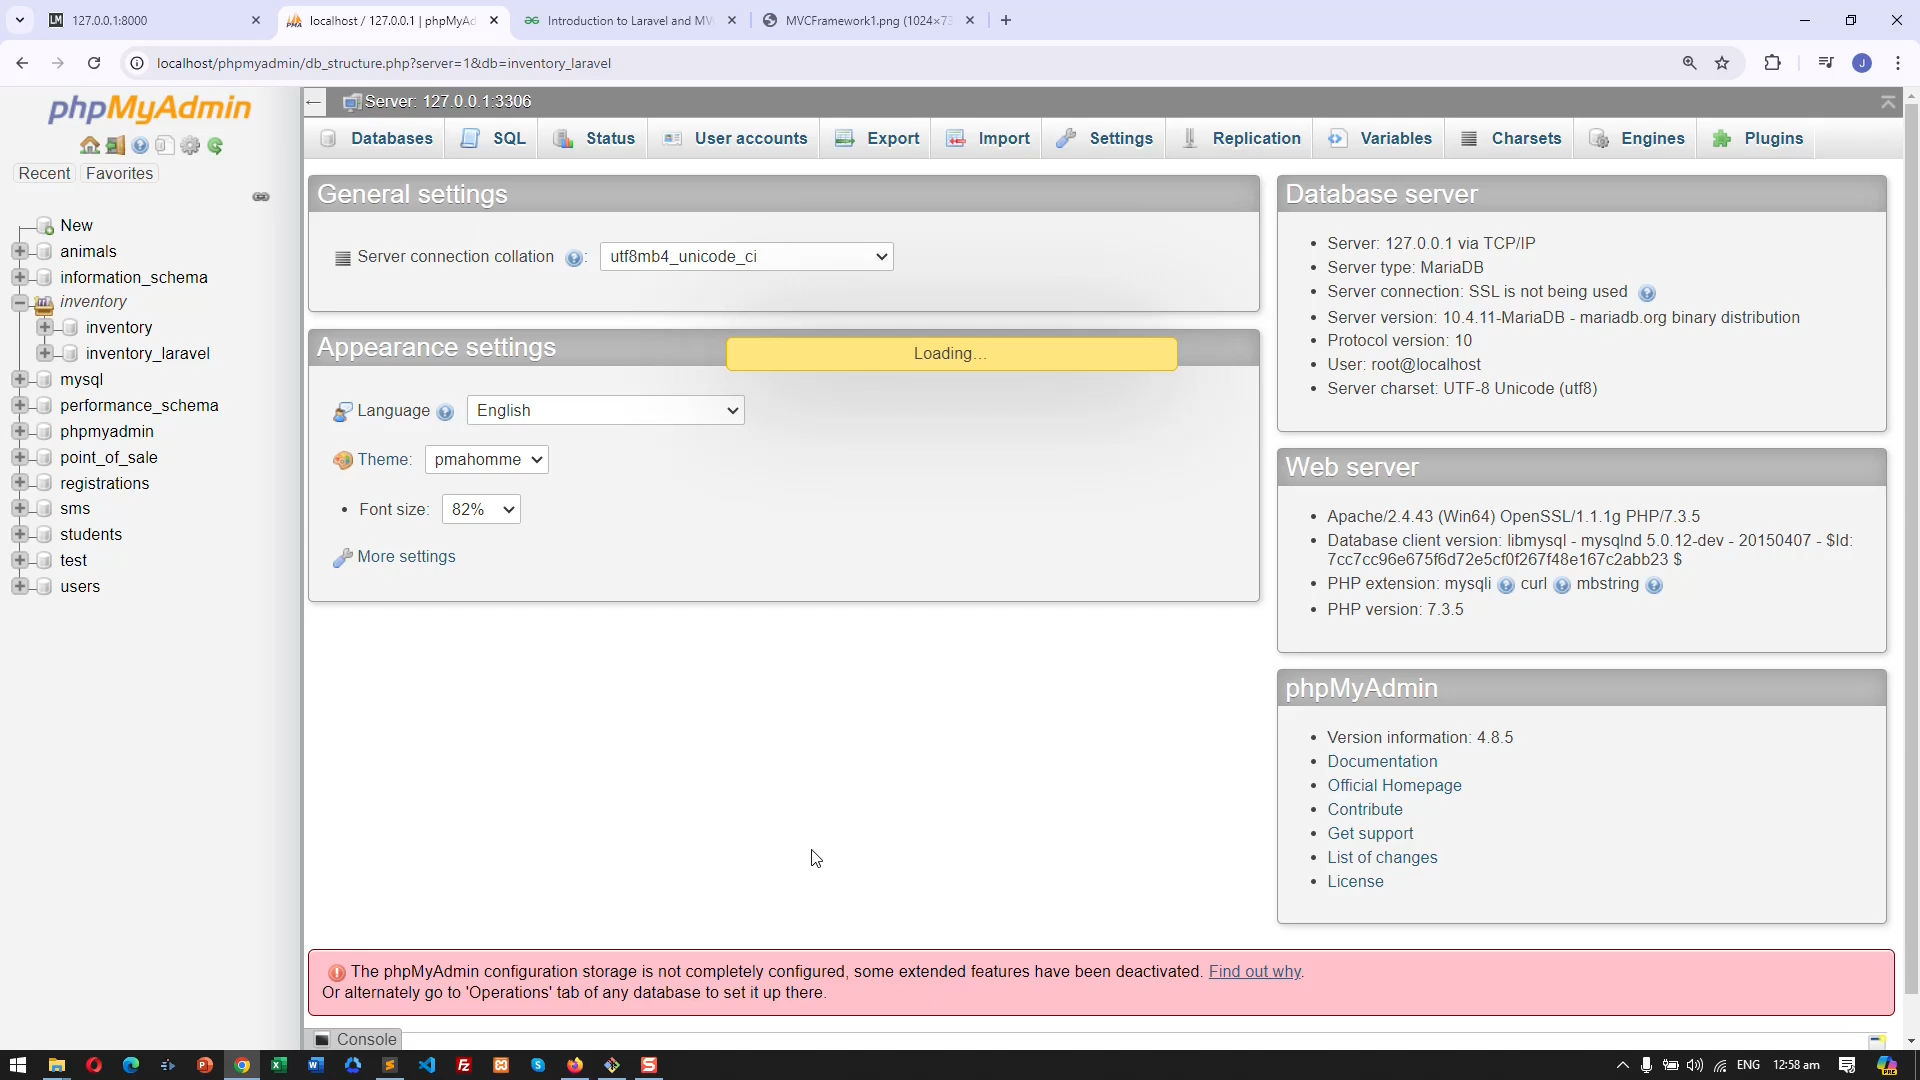 127.0.0.1:8000
localhost / 127.0.0.1 | phpMyAd
Introduction to Laravel and MV
MVCFramework1.png (1024×73
localhost/phpmyadmin/db_structure.php?server=1&db=inventory_laravel
J
phpMyAdmin
Recent
Favorites
New
animals
information_schema
inventory
inventory
inventory_laravel
mysql
performance_schema
phpmyadmin
point_of_sale
registrations
sms
students
test
users
Server: 127.0.0.1:3306
Databases
SQL
Status
User accounts
Export
Import
Settings
Replication
Variables
Charsets
Engines
Plugins
General settings
Server connection collation : utf8mb4_unicode_ci
Appearance settings
Loading…
Language English
Theme: pmahomme
• Font size: 82%
More settings
Database server
• Server: 127.0.0.1 via TCP/IP
• Server type: MariaDB
• Server connection: SSL is not being used
• Server version: 10.4.11-MariaDB - mariadb.org binary distribution
• Protocol version: 10
• User: root@localhost
• Server charset: UTF-8 Unicode (utf8)
Web server
• Apache/2.4.43 (Win64) OpenSSL/1.1.1g PHP/7.3.5
• Database client version: libmysql - mysqlnd 5.0.12-dev - 20150407 - $Id:
7cc7cc96e675f6d72e5cf0f267f48e167c2abb23 $
• PHP extension: mysqli curl mbstring
• PHP version: 7.3.5
phpMyAdmin
• Version information: 4.8.5
• Documentation
• Official Homepage
• Contribute
• Get support
• List of changes
• License
The phpMyAdmin configuration storage is not completely configured, some extended features have been deactivated. Find out why.
Or alternately go to 'Operations' tab of any database to set it up there.
Console
ENG
12:58 am